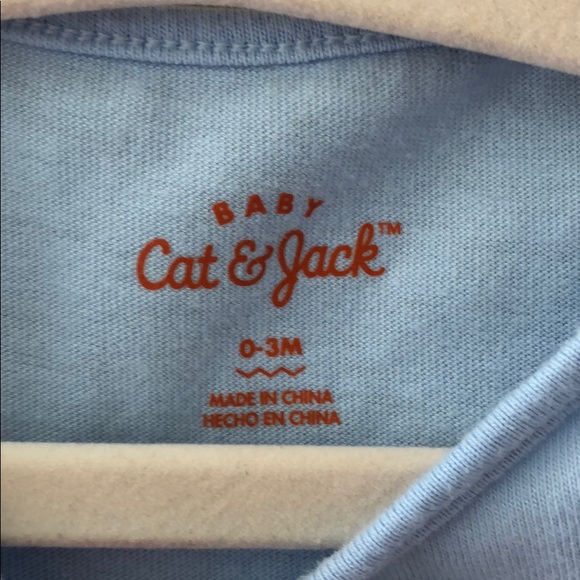 BABY
Cat & Jack™
0-3M
MADE IN CHINA
HECHO EN CHINA